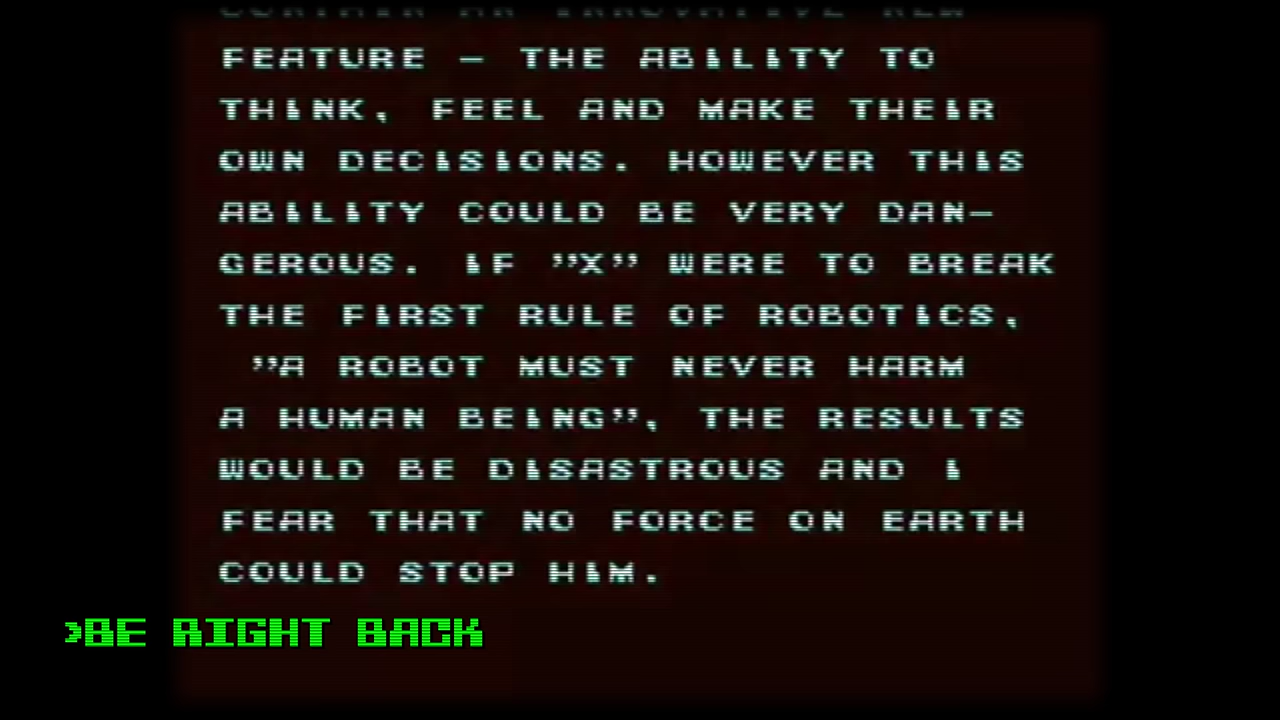 FEATURE – THE ABILITY TO
THINK, FEEL AND MAKE THEIR
OWN DECISIONS. HOWEVER THIS
ABILITY COULD BE VERY DAN–
GEROUS. IF ”X” WERE TO BREAK
THE FIRST RULE OF ROBOTICS,
”A ROBOT MUST NEVER HARM
A HUMAN BEING”, THE RESULTS
WOULD BE DISASTROUS AND I
FEAR THAT NO FORCE ON EARTH
COULD STOP HIM.
>BE RIGHT BACK